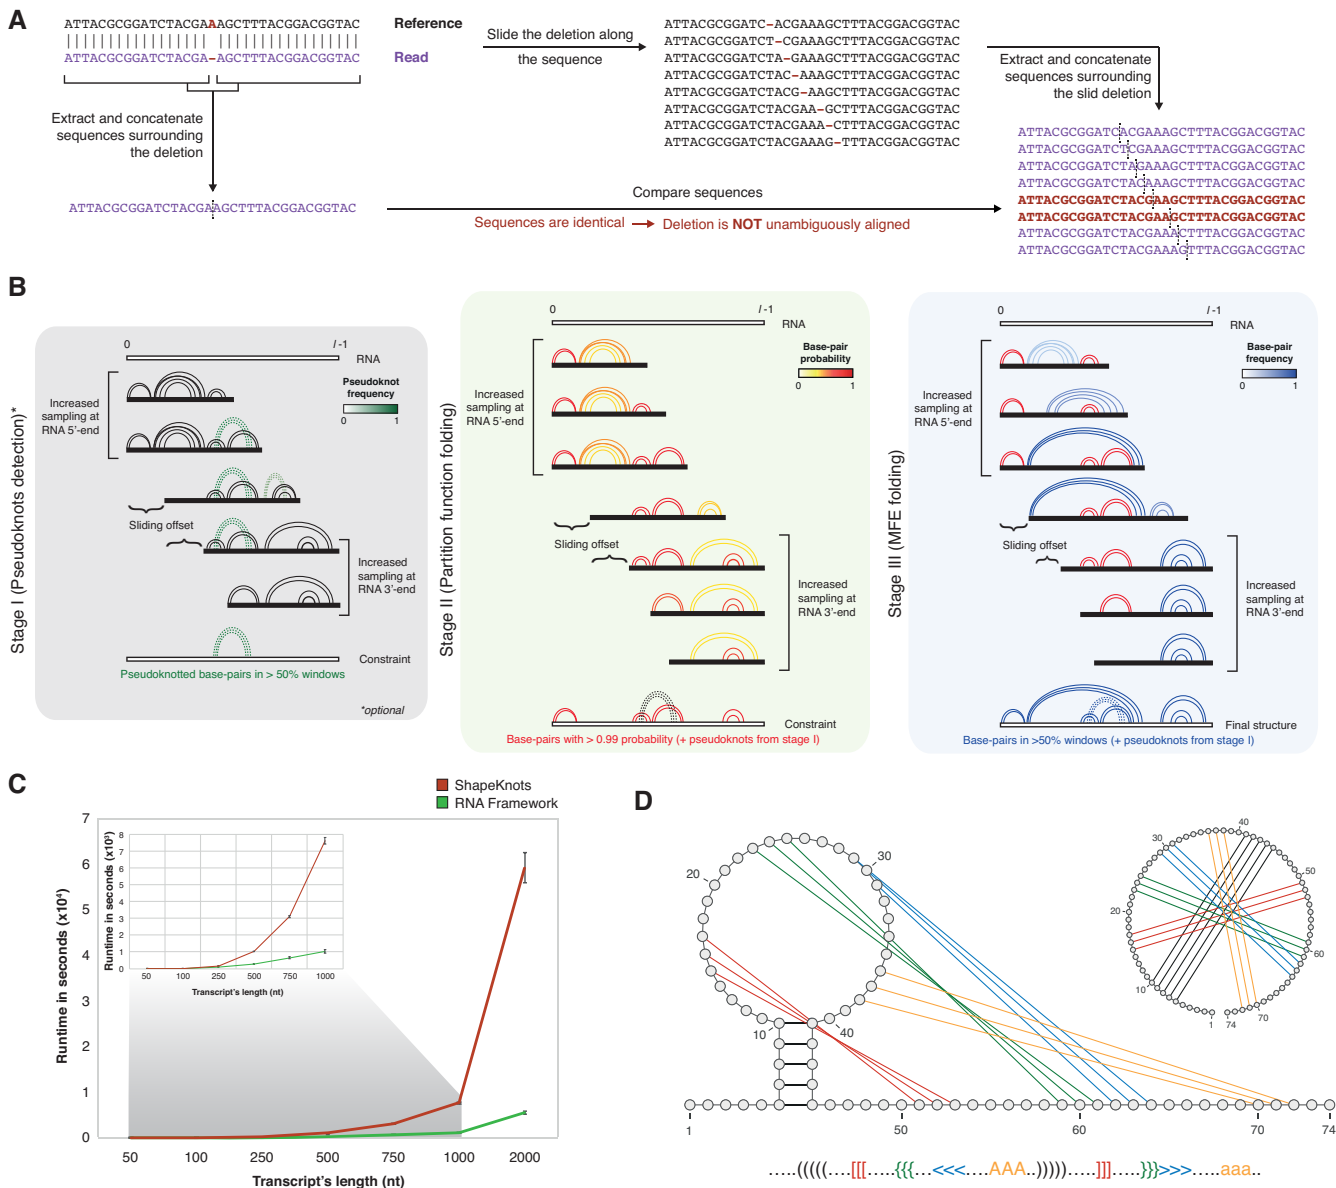 A
ATTACGCGGATCTACGAAAGCTTTACGGACGGTAC
Reference
ATTACGCGGATCTACGA-AGCTTTACGGACGGTAC
Read
Extract and concatenate
sequences surrounding
the deletion
ATTACGCGGATCTACGAAGCTTTACGGACGGTAC
Slide the deletion along
the sequence
ATTACGCGGATC-ACGAAAGCTTTACGGACGGTAC
ATTACGCGGATCT-CGAAAGCTTTACGGACGGTAC
ATTACGCGGATCTA-GAAAGCTTTACGGACGGTAC
ATTACGCGGATCTAC-AAAGCTTTACGGACGGTAC
ATTACGCGGATCTACG-AAGCTTTACGGACGGTAC
ATTACGCGGATCTACGAA-GCTTTACGGACGGTAC
ATTACGCGGATCTACGAAA-CTTTACGGACGGTAC
ATTACGCGGATCTACGAAAG-TTTACGGACGGTAC
Extract and concatenate
sequences surrounding
the slid deletion
Compare sequences
Sequences are identical
Deletion is NOT unambiguously aligned
ATTACGCGGATCACGAAAGCTTTACGGACGGTAC
ATTACGCGGATCTCGAAAGCTTTACGGACGGTAC
ATTACGCGGATCTAGAAAGCTTTACGGACGGTAC
ATTACGCGGATCTACAAAGCTTTACGGACGGTAC
ATTACGCGGATCTACGAAGCTTTACGGACGGTAC
ATTACGCGGATCTACGAAGCTTTACGGACGGTAC
ATTACGCGGATCTACGAAACTTTACGGACGGTAC
ATTACGCGGATCTACGAAAGTTTACGGACGGTAC
B
Stage I (Pseudoknots detection)*
0
l -1
RNA
Pseudoknot
frequency
0
1
Increased
sampling at
RNA 5'-end
Sliding offset
Increased
sampling at
RNA 3'-end
Constraint
Pseudoknotted base-pairs in > 50% windows
*optional
Stage II (Partition function folding)
0
l -1
RNA
Base-pair
probability
0
1
Increased
sampling at
RNA 5'-end
Sliding offset
Increased
sampling at
RNA 3'-end
Constraint
Base-pairs with > 0.99 probability (+ pseudoknots from stage I)
Stage III (MFE folding)
0
l -1
RNA
Base-pair
frequency
0
1
Increased
sampling at
RNA 5'-end
Sliding offset
Increased
sampling at
RNA 3'-end
Final structure
Base-pairs in >50% windows (+ pseudoknots from stage I)
C
ShapeKnots
RNA Framework
Runtime in seconds (x10⁴)
7
6
5
4
3
2
1
0
50
100
250
500
750
1000
2000
Transcript's length (nt)
Runtime in seconds (x10³)
8
7
6
5
4
3
2
1
0
50
100
250
500
750
1000
Transcript's length (nt)
D
20
30
10
40
1
50
60
70
74
40
30
50
20
60
10
70
1
74
.....(((((....[[[.....{{{..<<<....AAA..)))))....]]].....}}}>>>.....aaa..